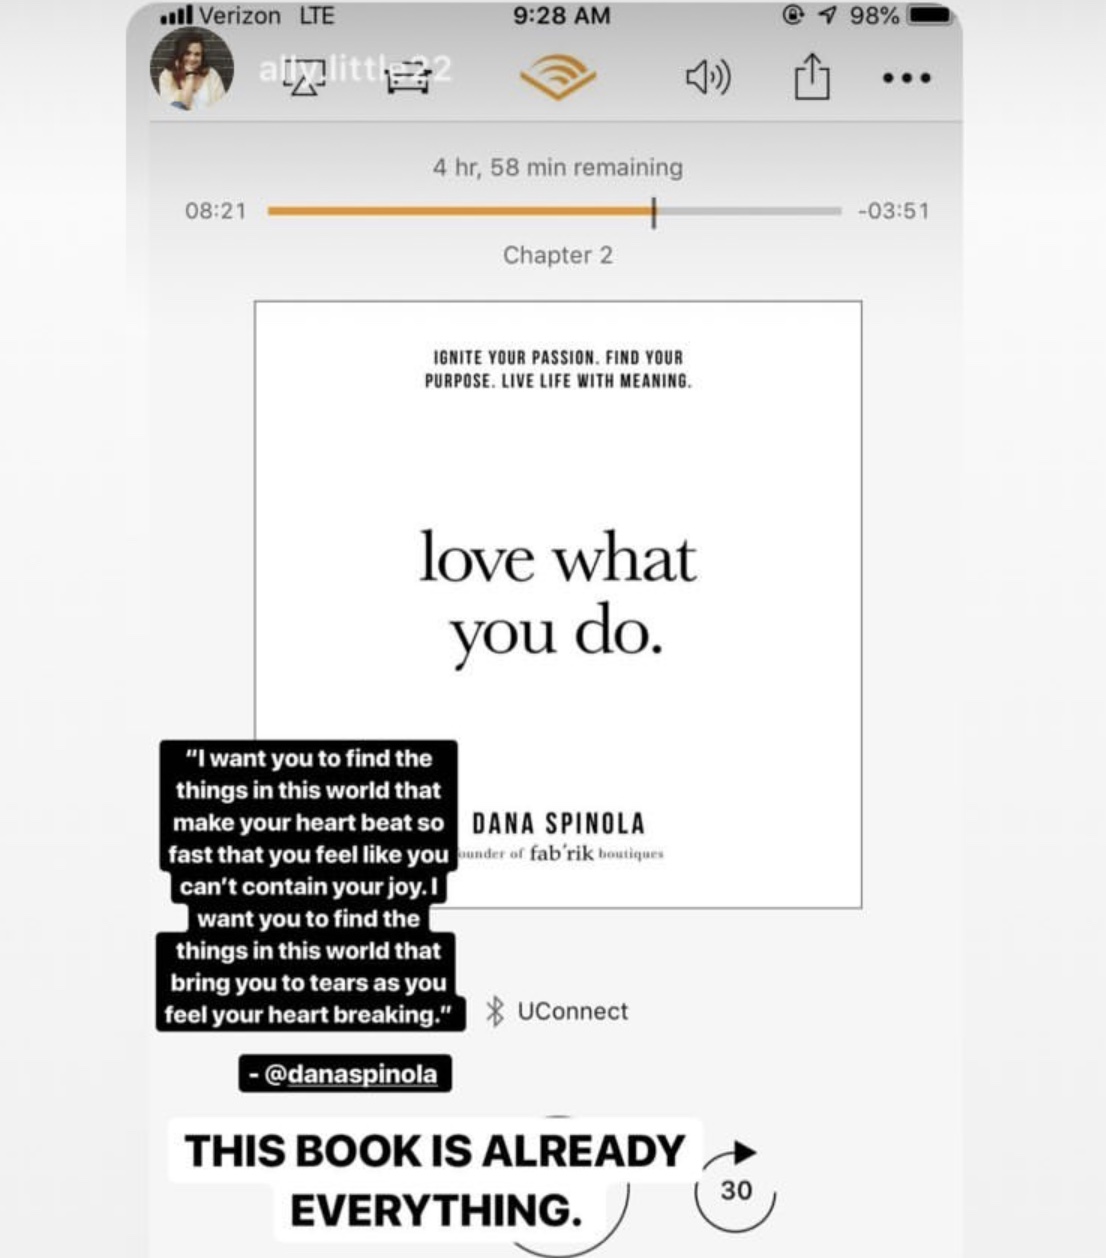 Verizon LTE 9:28 AM 98%
ally.little22
4 hr, 58 min remaining
08:21 -03:51
Chapter 2
IGNITE YOUR PASSION. FIND YOUR
PURPOSE. LIVE LIFE WITH MEANING.
love what
you do.
DANA SPINOLA
ounder of fab'rik boutiques
"I want you to find the
things in this world that
make your heart beat so
fast that you feel like you
can't contain your joy. I
want you to find the
things in this world that
bring you to tears as you
feel your heart breaking."
- @danaspinola
UConnect
THIS BOOK IS ALREADY
EVERYTHING.
30